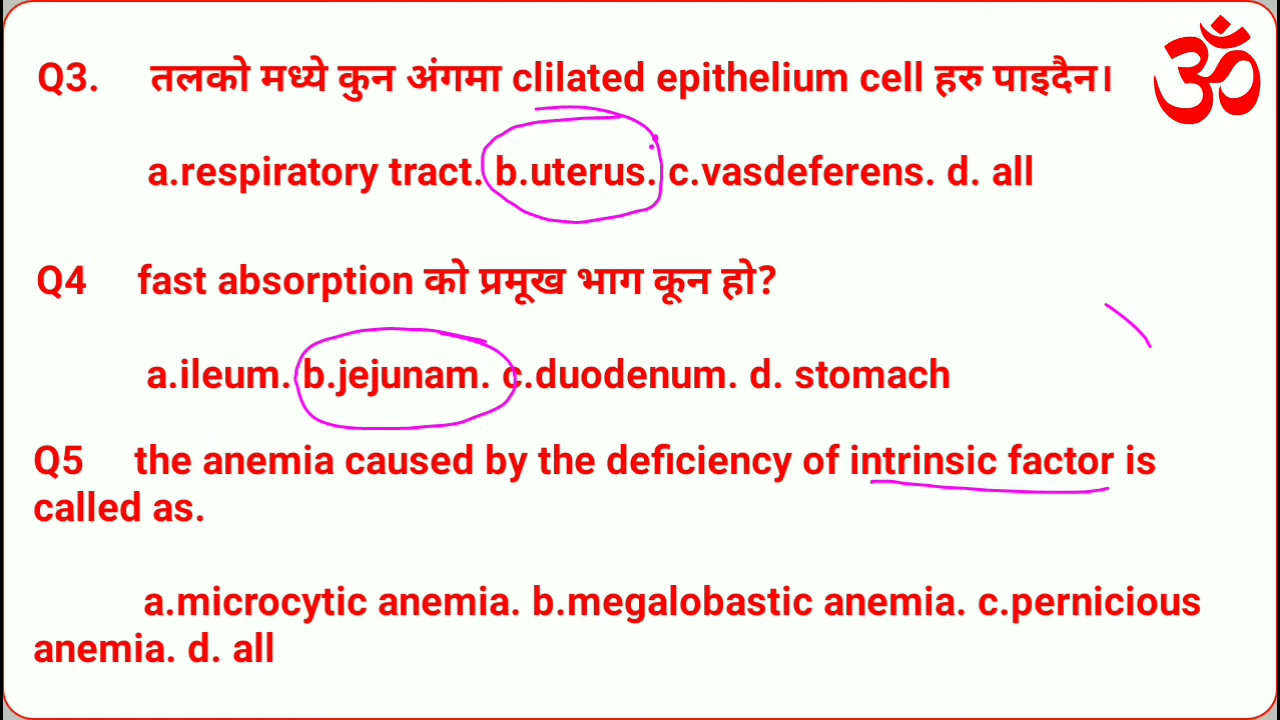 Q3. तलको मध्ये कुन अंगमा clilated epithelium cell हरु पाइदैन।
a.respiratory tract. b.uterus. c.vasdeferens. d. all
Q4 fast absorption को प्रमूख भाग कून हो?
a.ileum. b.jejunam. c.duodenum. d. stomach
Q5 the anemia caused by the deficiency of intrinsic factor is
called as.
a.microcytic anemia. b.megalobastic anemia. c.pernicious
anemia. d. all
ॐ